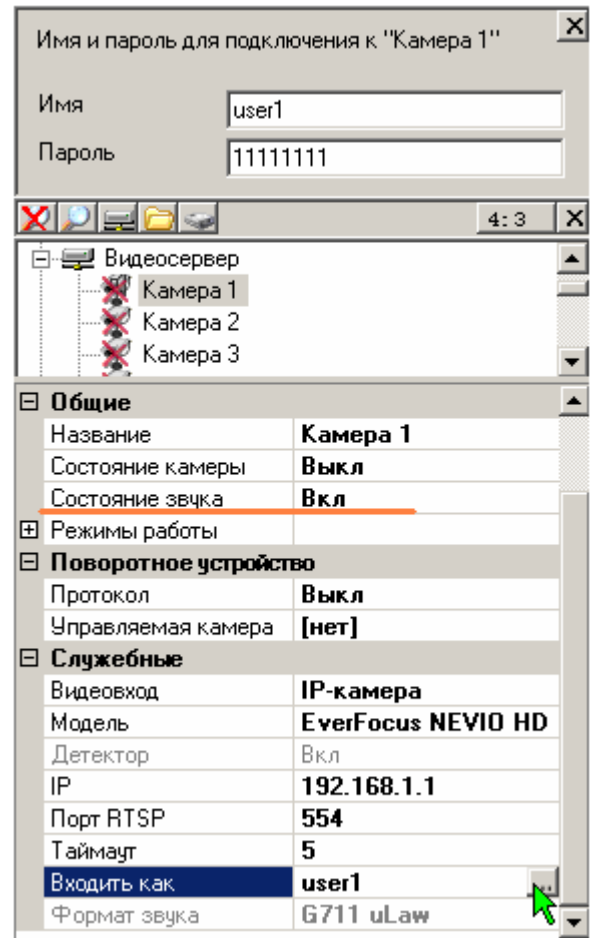 Имя и пароль для подключения к "Камера 1"
Имя user1
Пароль 11111111
4: 3
Видеосервер
Камера 1
Камера 2
Камера 3
Общие
Название Камера 1
Состояние камеры Выкл
Состояние звука Вкл
Режимы работы
Поворотное устройство
Протокол Выкл
Управляемая камера [нет]
Служебные
Видеовход IP-камера
Модель EverFocus NEVIO HD
Детектор Вкл
IP 192.168.1.1
Порт RTSP 554
Таймаут 5
Входить как user1 ...
Формат звука G711 uLaw